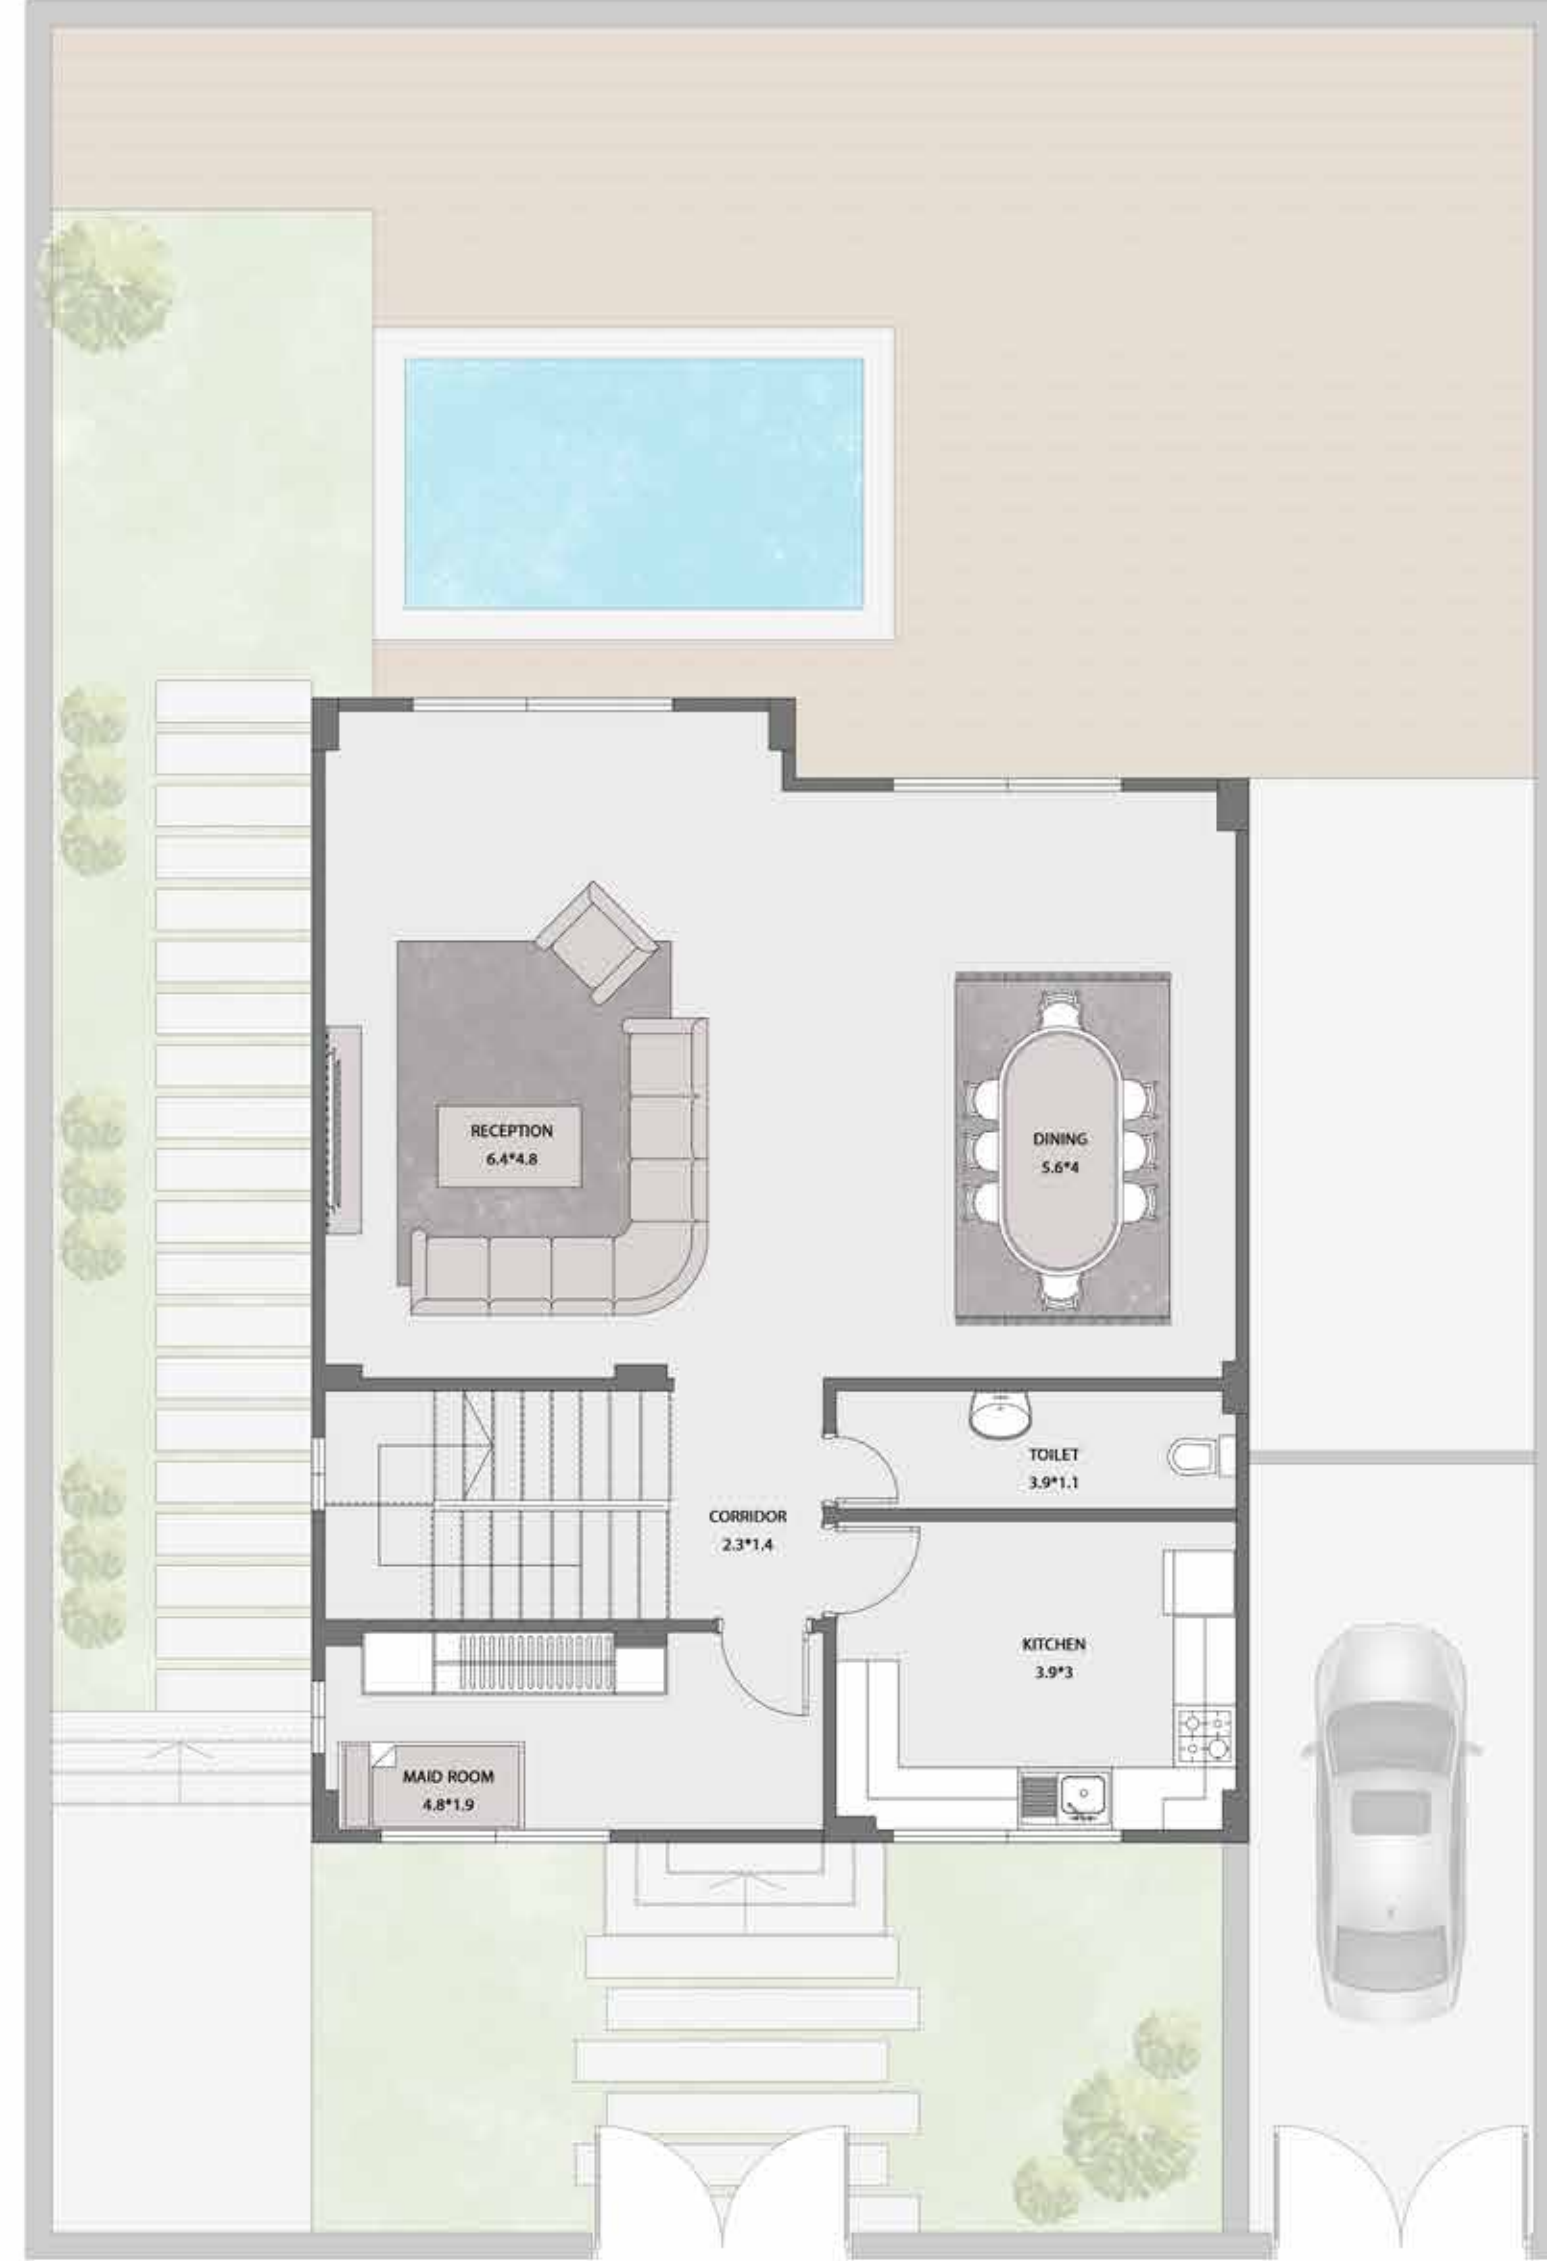 RECEPTION
6.4*4.8
DINING
5.6*4
TOILET
3.9*1.1
CORRIDOR
2.3*1.4
KITCHEN
3.9*3
MAID ROOM
4.8*1.9